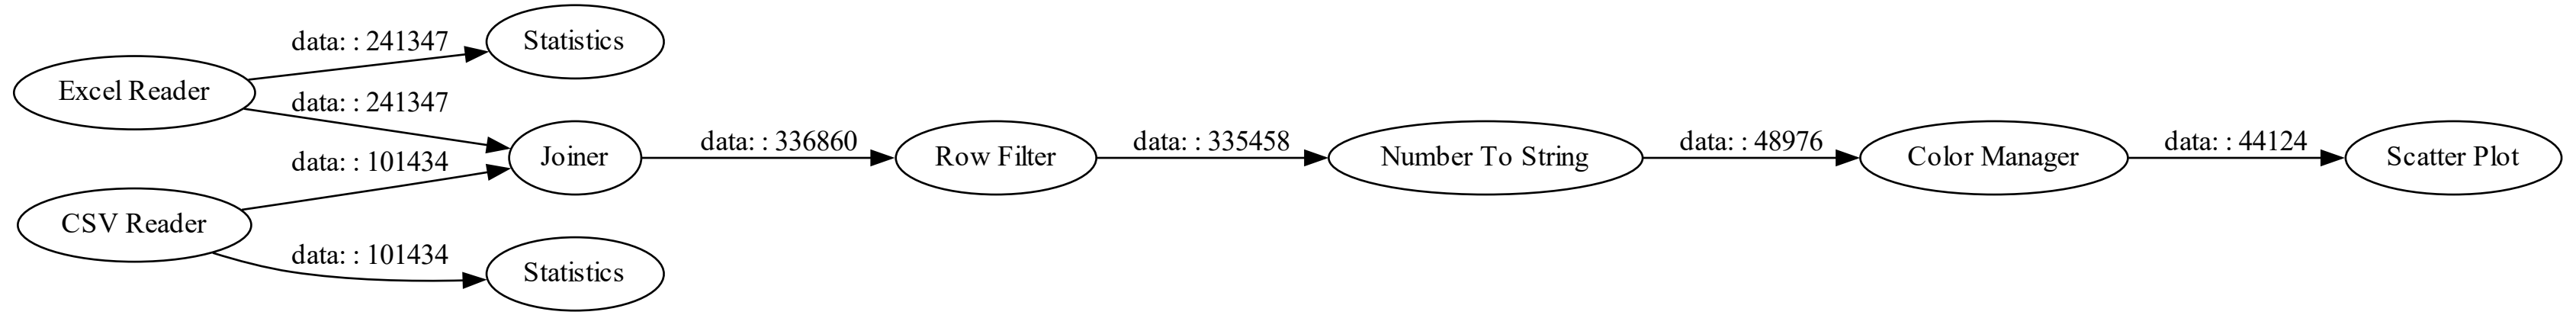 data: : 241347
Statistics
Excel Reader
data: : 241347
data: : 101434
Joiner
data: : 336860
Row Filter
data: : 335458
Number To String
data: : 48976
Color Manager
data: : 44124
Scatter Plot
CSV Reader
data: : 101434
Statistics